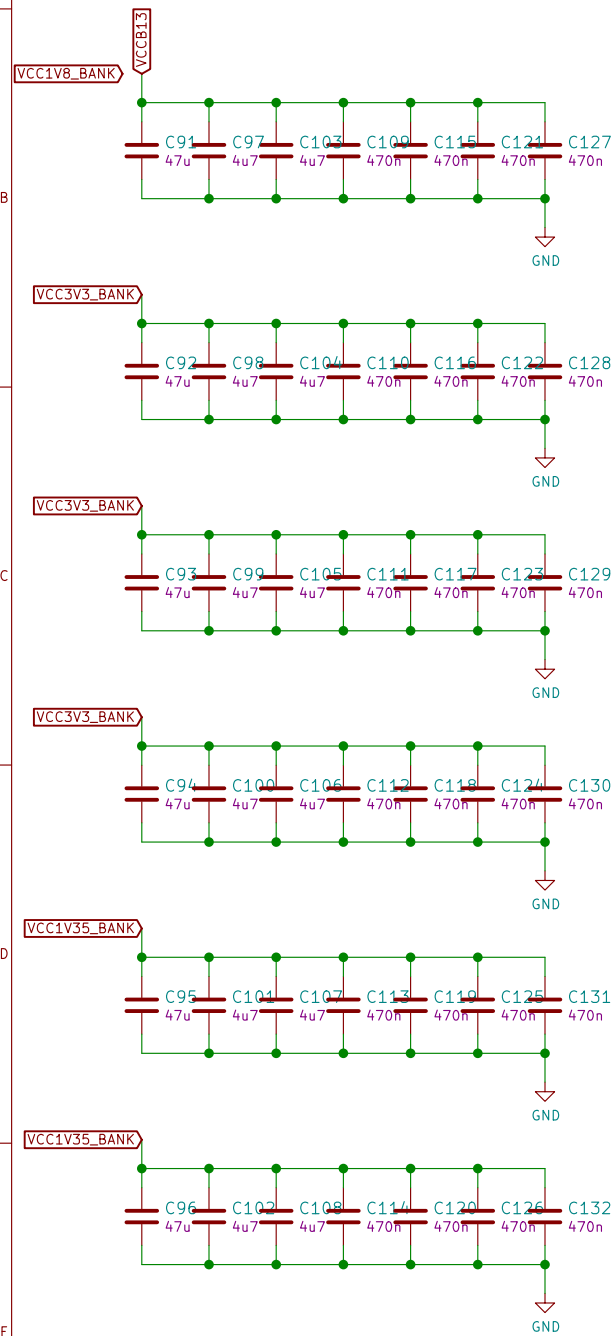 VCCB13
VCC1V8_BANK
C91 C97 C103 C109 C115 C121 C127
47u 4u7 4u7 470n 470n 470n 470n
B
GND
VCC3V3_BANK
C92 C98 C104 C110 C116 C122 C128
47u 4u7 4u7 470n 470n 470n 470n
GND
VCC3V3_BANK
C
C93 C99 C105 C111 C117 C123 C129
47u 4u7 4u7 470n 470n 470n 470n
GND
VCC3V3_BANK
C94 C100 C106 C112 C118 C124 C130
47u 4u7 4u7 470n 470n 470n 470n
GND
VCC1V35_BANK
D
C95 C101 C107 C113 C119 C125 C131
47u 4u7 4u7 470n 470n 470n 470n
GND
VCC1V35_BANK
C96 C102 C108 C114 C120 C126 C132
47u 4u7 4u7 470n 470n 470n 470n
GND